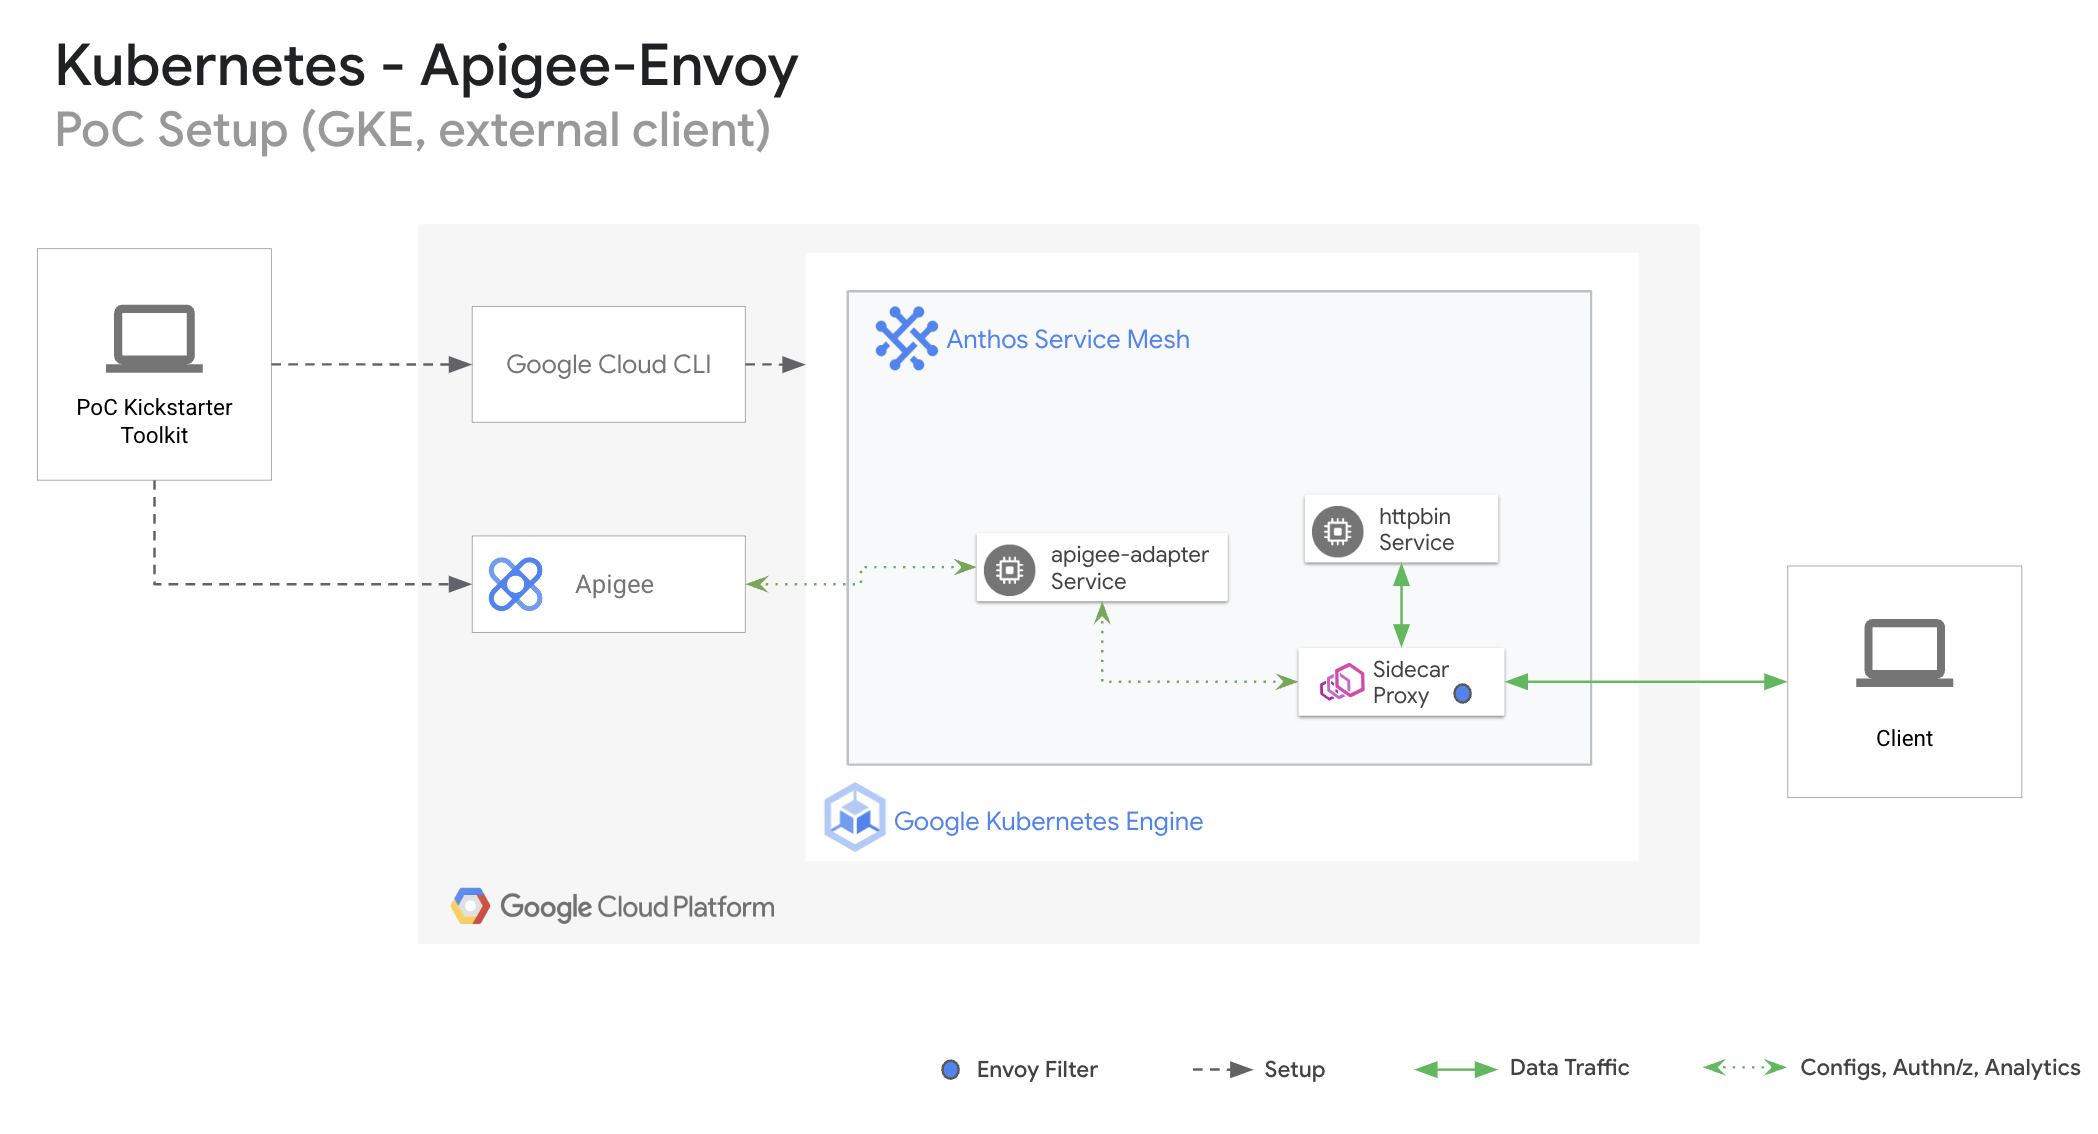 Kubernetes - Apigee-Envoy
PoC Setup (GKE, external client)
PoC Kickstarter
Toolkit
Google Cloud CLI
Apigee
Anthos Service Mesh
apigee-adapter
Service
httpbin
Service
Sidecar
Proxy
Client
Google Kubernetes Engine
Google Cloud Platform
Envoy Filter
Setup
Data Traffic
Configs, Authn/z, Analytics